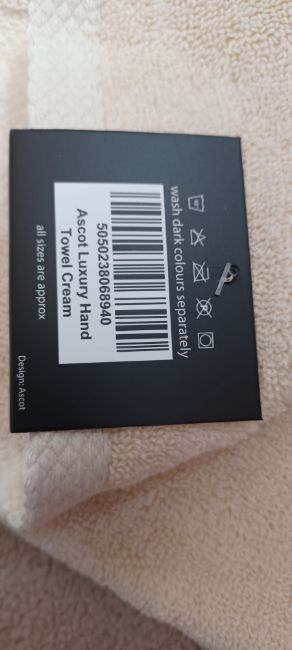 wash dark colours separately
5050238068940
Ascot Luxury Hand
Towel Cream
all sizes are approx
Design: Ascot